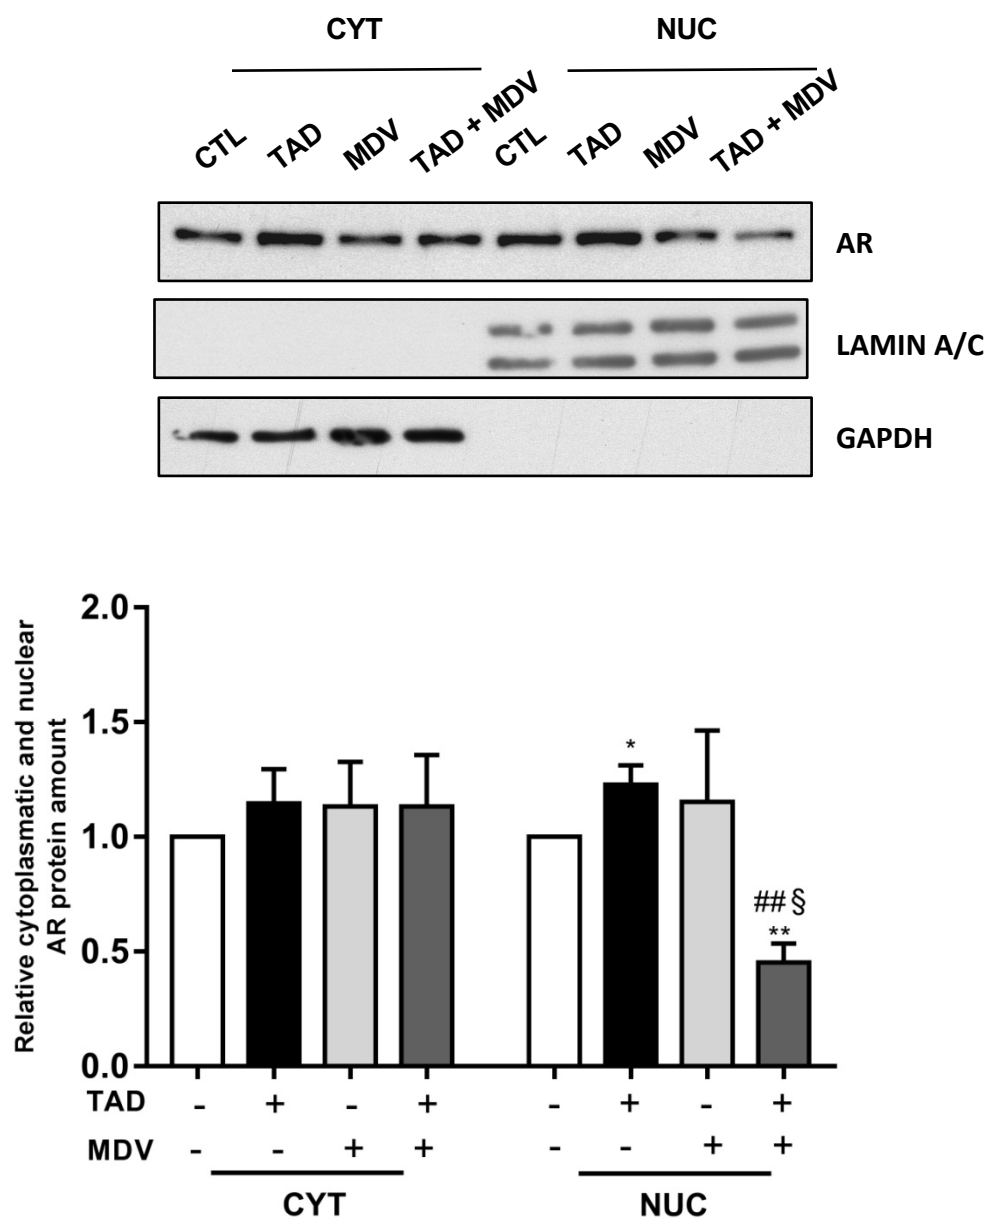 CYT NUC
CTL TAD MDV TAD + MDV CTL TAD MDV TAD + MDV
AR
LAMIN A/C
GAPDH
Relative cytoplasmatic and nuclear
AR protein amount
2.0
1.5
1.0
0.5
0.0
*
## §
**
TAD - + - + - + - +
MDV - - + + - - + +
CYT NUC